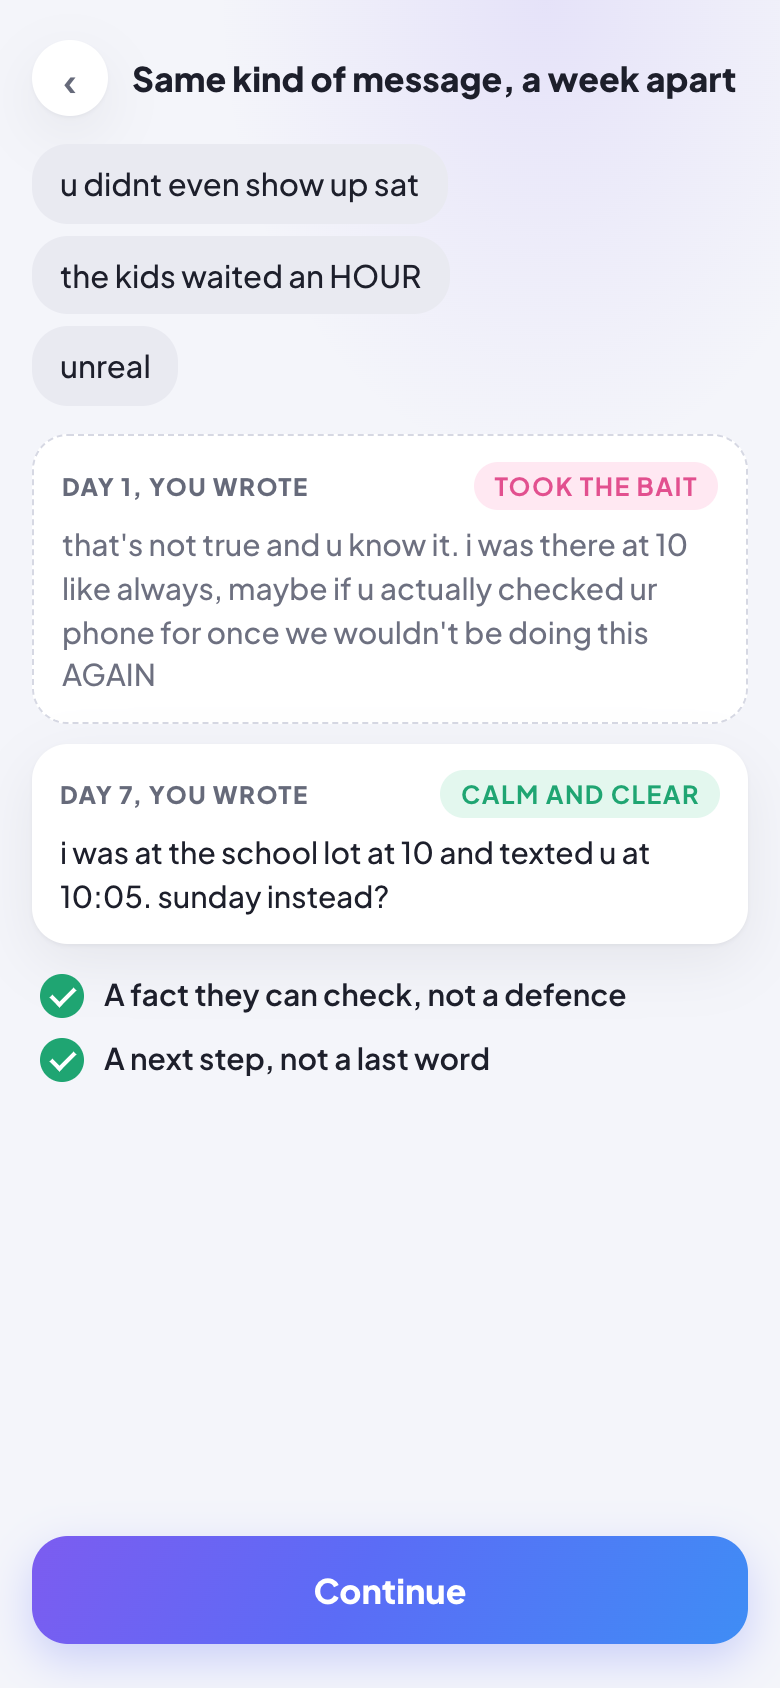 ‹
Same kind of message, a week apart
u didnt even show up sat
the kids waited an HOUR
unreal
DAY 1, YOU WROTE
TOOK THE BAIT
that's not true and u know it. i was there at 10
like always, maybe if u actually checked ur
phone for once we wouldn't be doing this
AGAIN
DAY 7, YOU WROTE
CALM AND CLEAR
i was at the school lot at 10 and texted u at
10:05. sunday instead?
A fact they can check, not a defence
A next step, not a last word
Continue